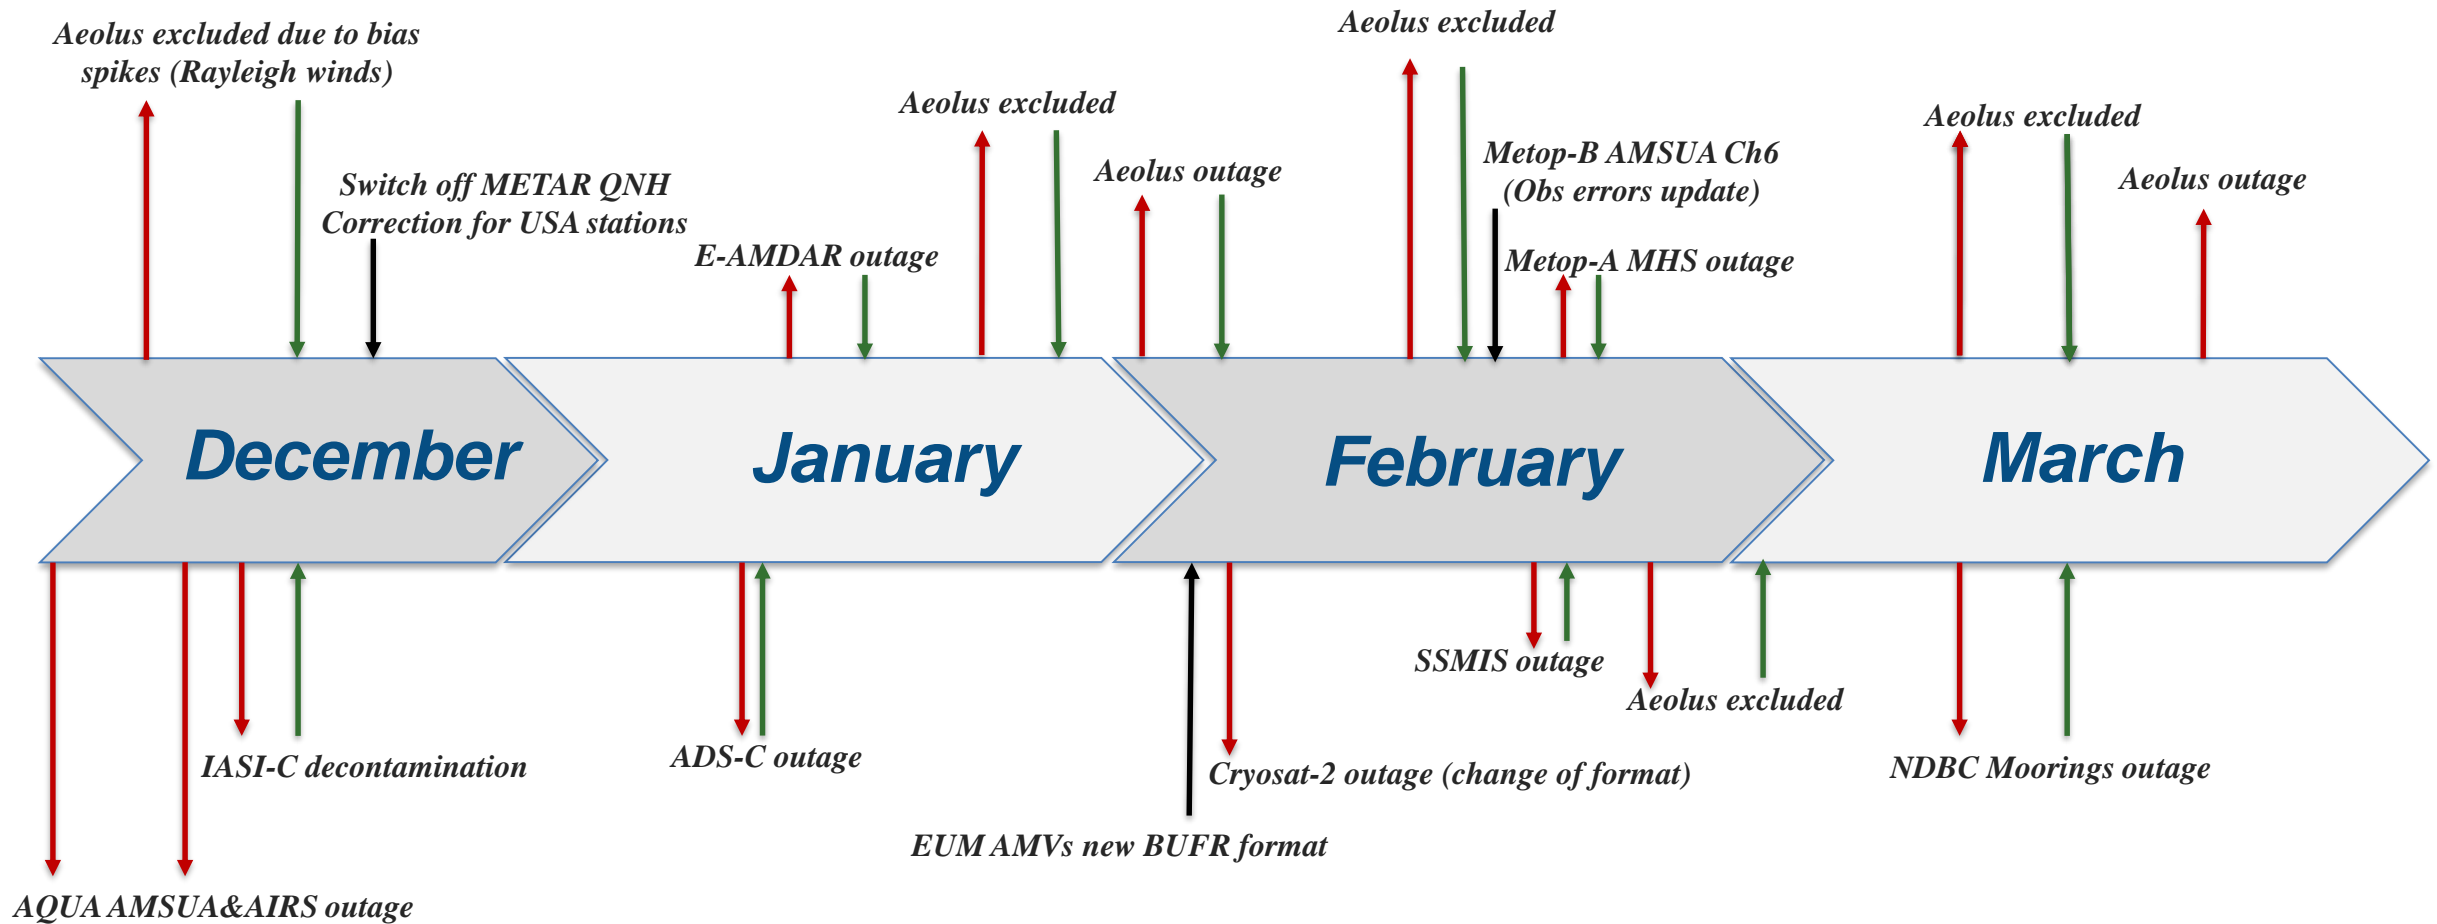 Aeolus excluded due to bias
spikes (Rayleigh winds)
Switch off METAR QNH
Correction for USA stations
E-AMDAR outage
Aeolus excluded
Aeolus outage
Aeolus excluded
Metop-B AMSUA Ch6
(Obs errors update)
Metop-A MHS outage
Aeolus excluded
Aeolus outage
December
January
February
March
IASI-C decontamination
AQUA AMSUA&AIRS outage
ADS-C outage
EUM AMVs new BUFR format
Cryosat-2 outage (change of format)
SSMIS outage
Aeolus excluded
NDBC Moorings outage